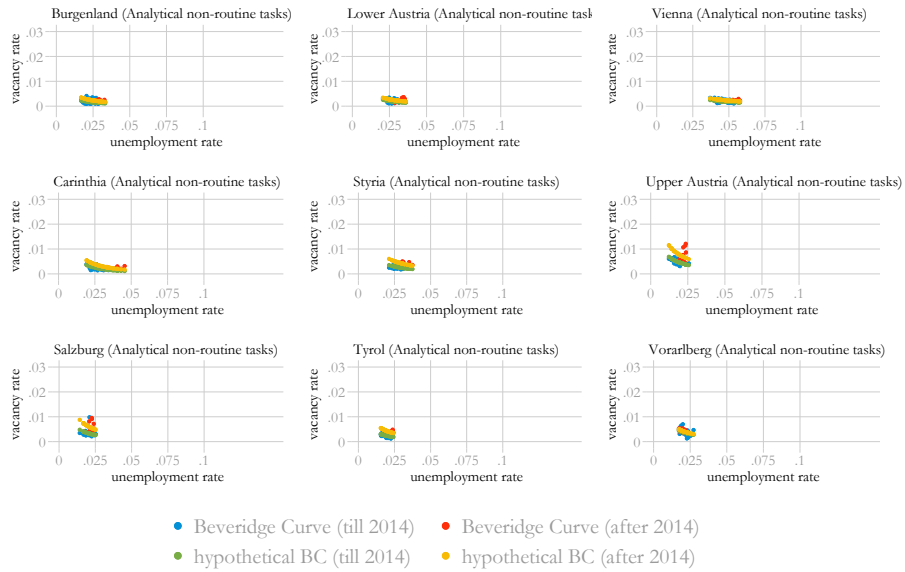 Burgenland (Analytical non-routine tasks)
Lower Austria (Analytical non-routine task
Vienna (Analytical non-routine tasks)
vacancy rate
.03
.02
.01
0
0 .025 .05 .075 .1
unemployment rate
vacancy rate
.03
.02
.01
0
0 .025 .05 .075 .1
unemployment rate
vacancy rate
.03
.02
.01
0
0 .025 .05 .075 .1
unemployment rate
Carinthia (Analytical non-routine tasks)
Styria (Analytical non-routine tasks)
Upper Austria (Analytical non-routine tasks)
vacancy rate
.03
.02
.01
0
0 .025 .05 .075 .1
unemployment rate
vacancy rate
.03
.02
.01
0
0 .025 .05 .075 .1
unemployment rate
vacancy rate
.03
.02
.01
0
0 .025 .05 .075 .1
unemployment rate
Salzburg (Analytical non-routine tasks)
Tyrol (Analytical non-routine tasks)
Vorarlberg (Analytical non-routine tasks)
vacancy rate
.03
.02
.01
0
0 .025 .05 .075 .1
unemployment rate
vacancy rate
.03
.02
.01
0
0 .025 .05 .075 .1
unemployment rate
vacancy rate
.03
.02
.01
0
0 .025 .05 .075 .1
unemployment rate
Beveridge Curve (till 2014)
Beveridge Curve (after 2014)
hypothetical BC (till 2014)
hypothetical BC (after 2014)